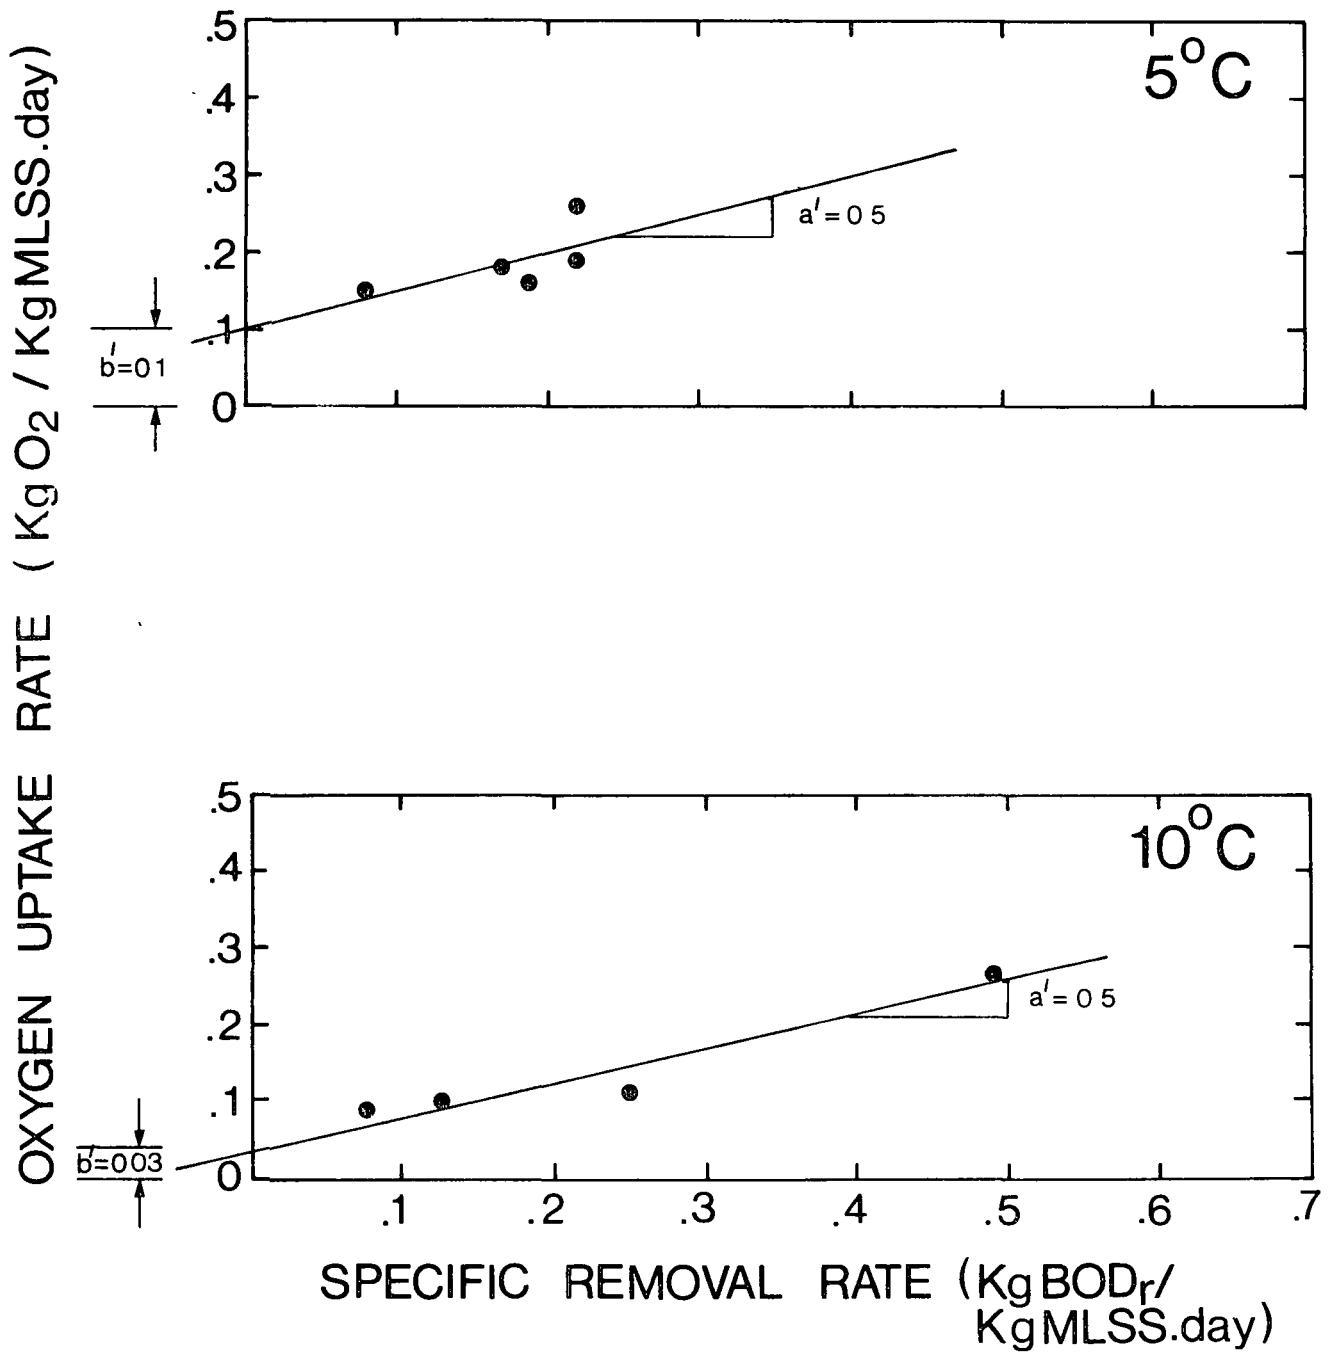 OXYGEN UPTAKE RATE (Kg O2 / Kg MLSS.day)
5°C
.5
.4
.3
.2
.1
0
a' = 0 5
b' = 0 1
10°C
.5
.4
.3
.2
.1
0
a' = 0 5
b' = 0 03
.1 .2 .3 .4 .5 .6 .7
SPECIFIC REMOVAL RATE (Kg BODr/
Kg MLSS.day)